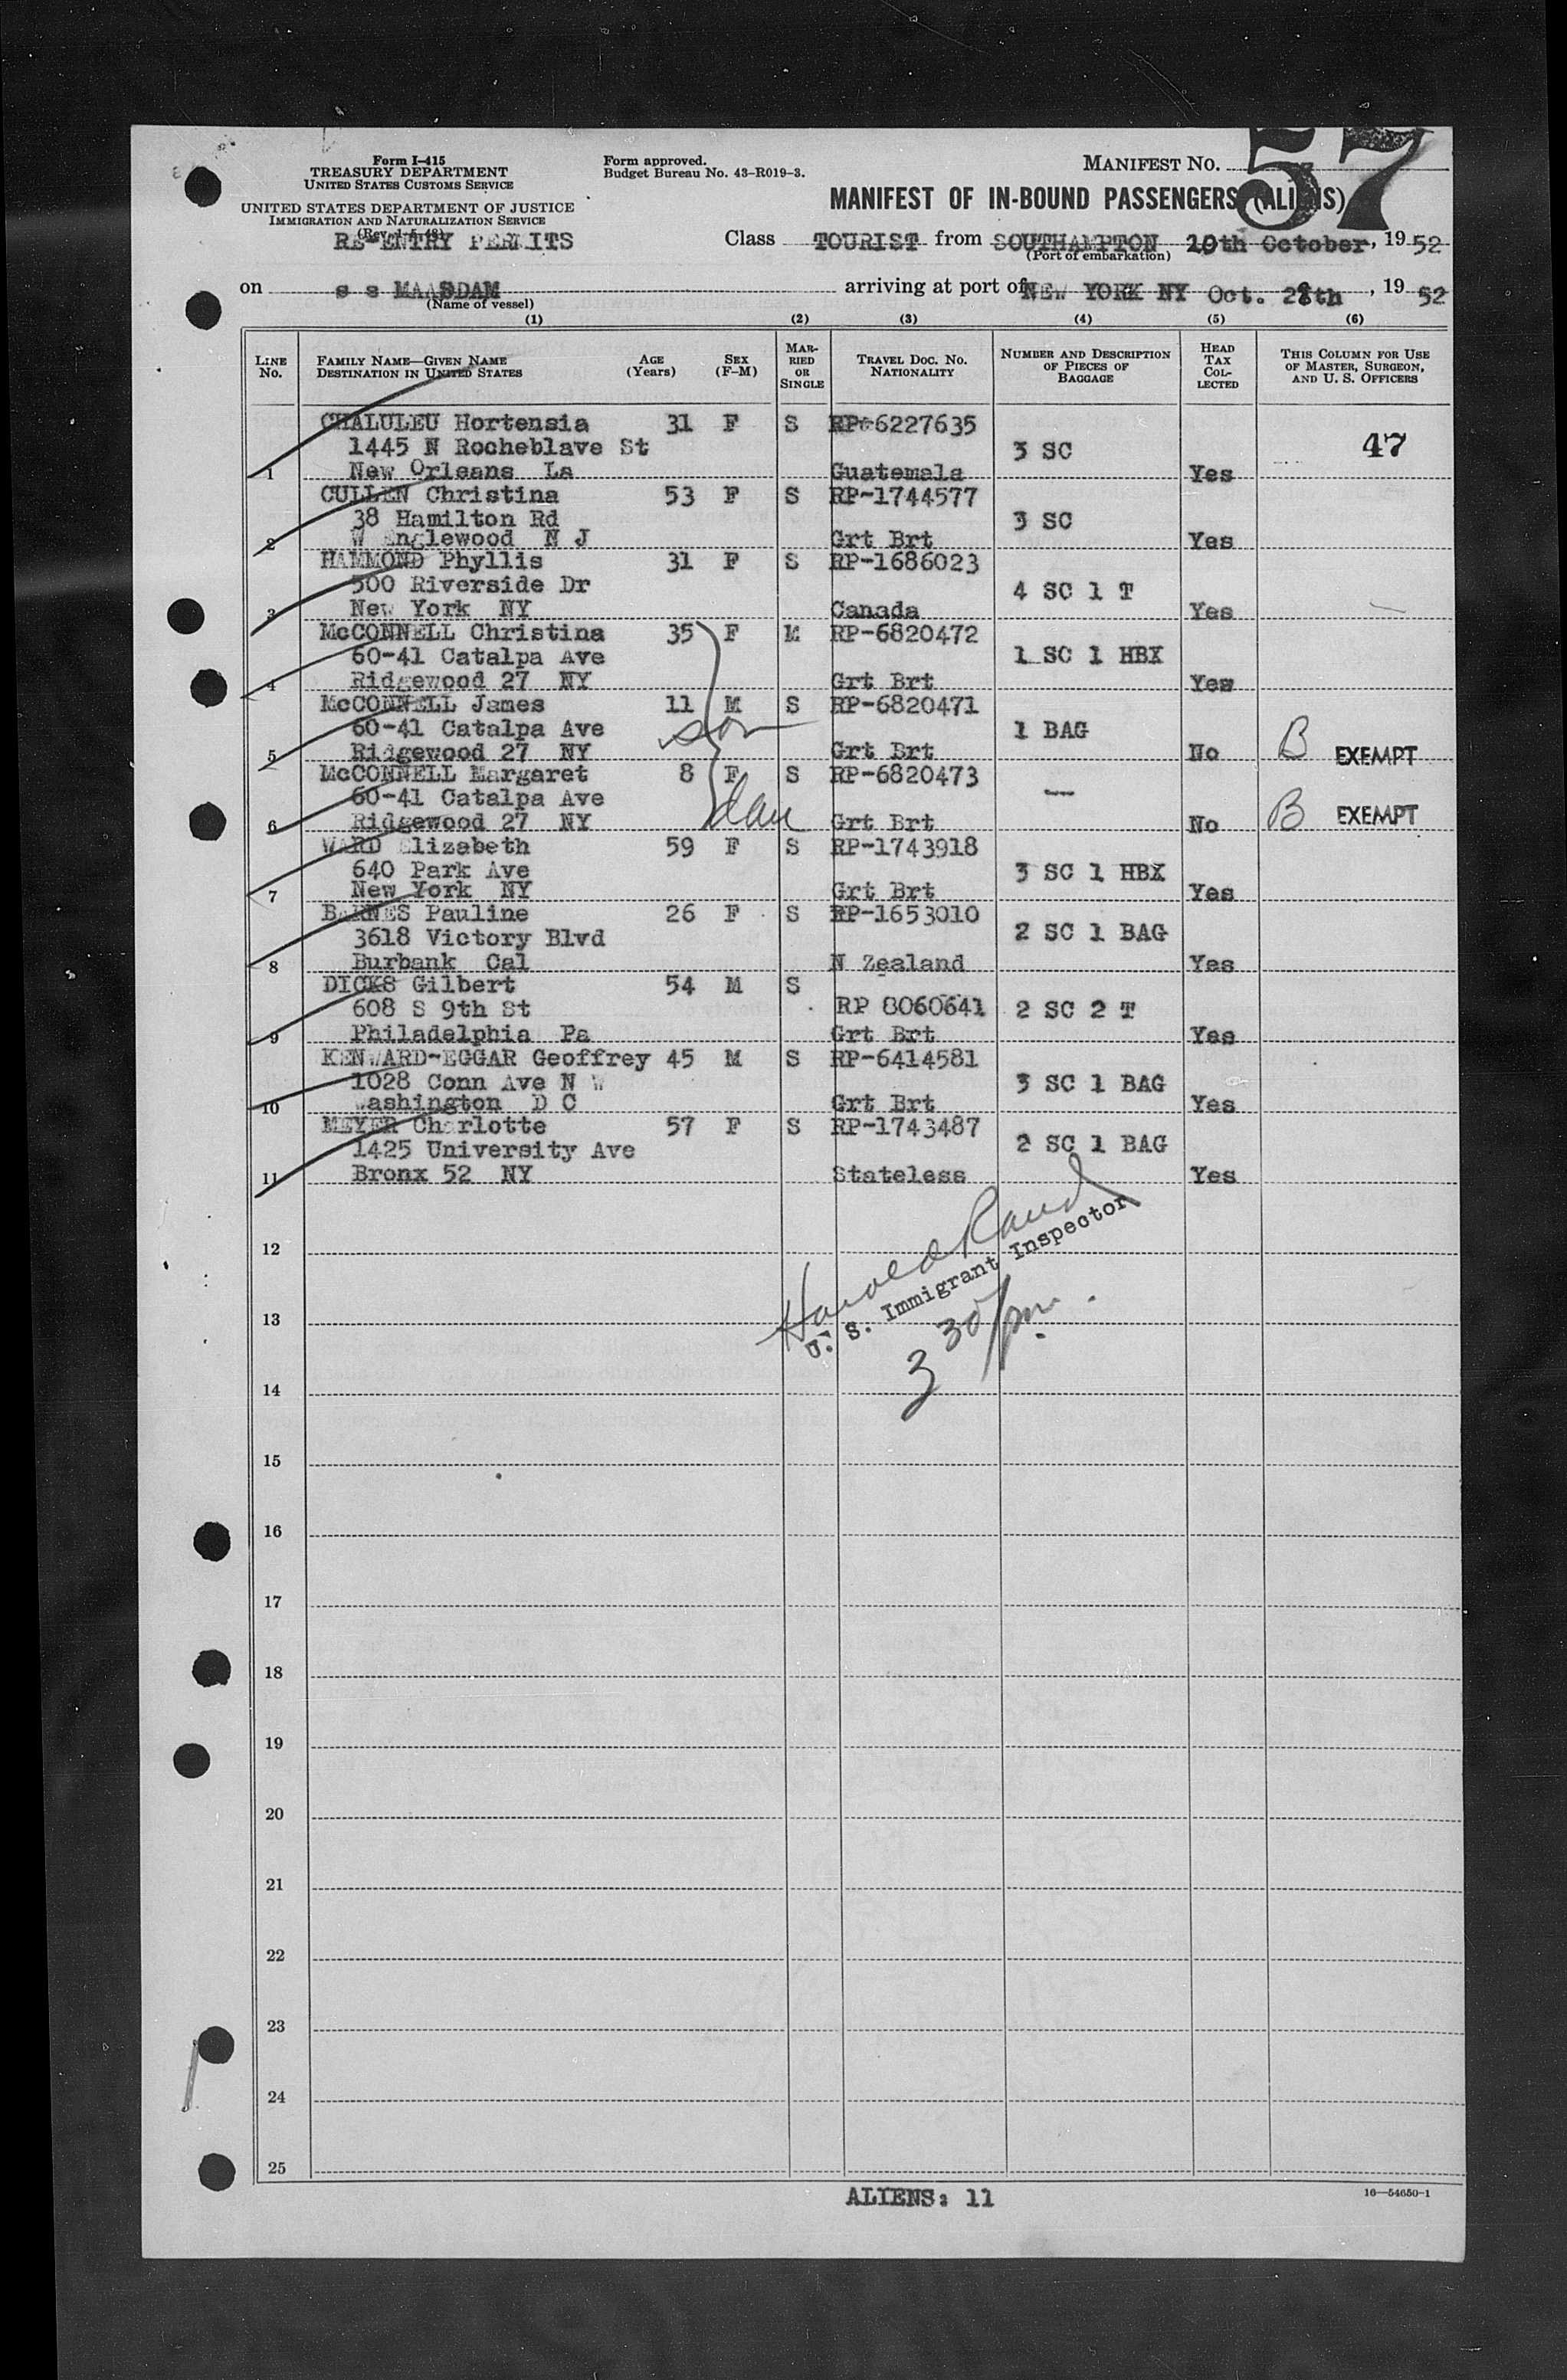 Form I-415
TREASURY DEPARTMENT
UNITED STATES CUSTOMS SERVICE
UNITED STATES DEPARTMENT OF JUSTICE
IMMIGRATION AND NATURALIZATION SERVICE
(Rev. 1-5-48)
RE-ENTRY PERMITS
Form approved.
Budget Bureau No. 43-R019-3.
MANIFEST NO. 57
MANIFEST OF IN-BOUND PASSENGERS (ALIENS)
Class TOURIST from SOUTHAMPTON October, 19 52
(Port of embarkation)
on s s MAASDAM arriving at port of NEW YORK NY Oct. 19 52
(Name of vessel)
(1) (2) (3) (4) (5) (6)
LINE NO. FAMILY NAME—GIVEN NAME DESTINATION IN UNITED STATES AGE (Years) SEX (F-M) MARRIED OR SINGLE TRAVEL DOC. NO. NATIONALITY NUMBER AND DESCRIPTION OF PIECES OF BAGGAGE HEAD TAX COLLECTED THIS COLUMN FOR USE OF MASTER, SURGEON, AND U. S. OFFICERS
CHALULEU Hortensia 31 F S RP-6227635
1445 N Rocheblave St 3 SC 47
1 New Orleans La Guatemala Yes
CULLEN Christina 53 F S RP-1744577
38 Hamilton Rd 3 SC
2 W Englewood N J Grt Brt Yes
HAMMOND Phyllis 31 F S RP-1686023
500 Riverside Dr 4 SC 1 T
3 New York NY Canada Yes
McCONNELL Christina 35 F M RP-6820472
60-41 Catalpa Ave 1 SC 1 HBX
4 Ridgewood 27 NY Grt Brt Yes
McCONNELL James 11 M S RP-6820471
60-41 Catalpa Ave son 1 BAG
5 Ridgewood 27 NY Grt Brt No B EXEMPT
McCONNELL Margaret 8 F S RP-6820473
60-41 Catalpa Ave dau —
6 Ridgewood 27 NY Grt Brt No B EXEMPT
WARD Elizabeth 59 F S RP-1743918
640 Park Ave 3 SC 1 HBX
7 New York NY Grt Brt Yes
BARNES Pauline 26 F S RP-1653010
3618 Victory Blvd 2 SC 1 BAG
8 Burbank Cal N Zealand Yes
DICKS Gilbert 54 M S
608 S 9th St RP 8060641 2 SC 2 T
9 Philadelphia Pa Grt Brt Yes
KENWARD-EGGAR Geoffrey 45 M S RP-6414581
1028 Conn Ave N W 3 SC 1 BAG
10 Washington D C Grt Brt Yes
MEYER Charlotte 57 F S RP-1743487
1425 University Ave 2 SC 1 BAG
11 Bronx 52 NY Stateless Yes
Harold Rand
U. S. Immigrant Inspector
3 30/pm.
12
13
14
15
16
17
18
19
20
21
22
23
24
25
ALIENS: 11
16—54650-1